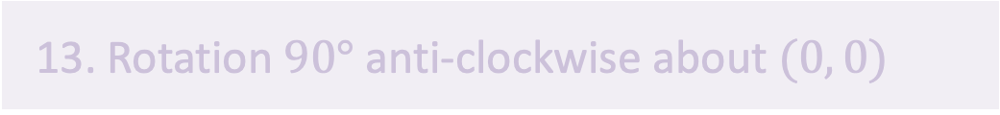 13. Rotation 90° anti-clockwise about (0, 0)